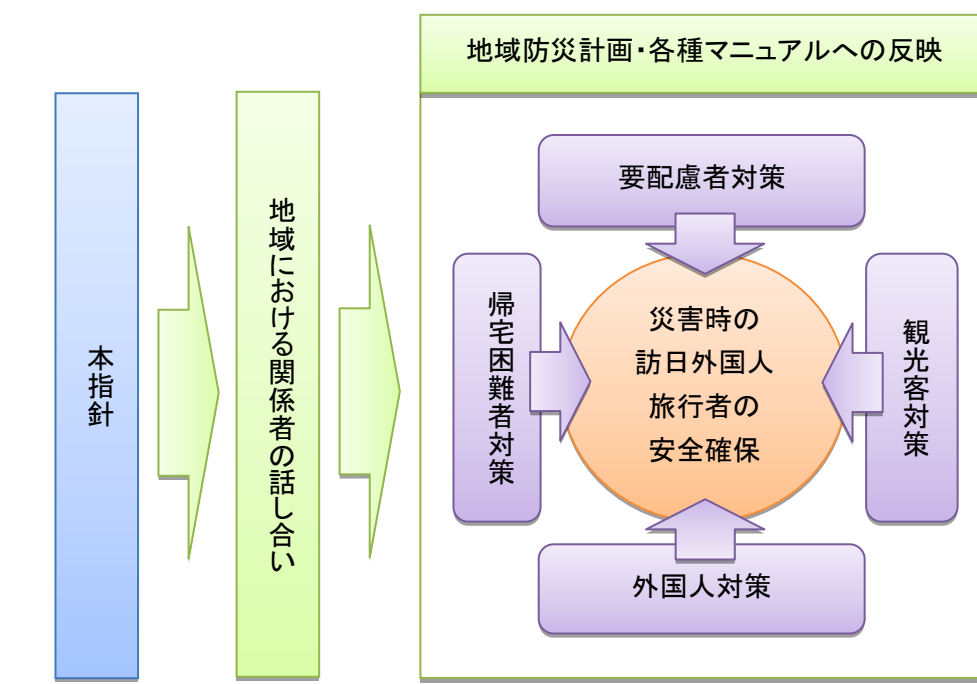 本指針
地域における関係者の話し合い
地域防災計画・各種マニュアルへの反映
要配慮者対策
帰宅困難者対策
災害時の
訪日外国人
旅行者の
安全確保
観光客対策
外国人対策